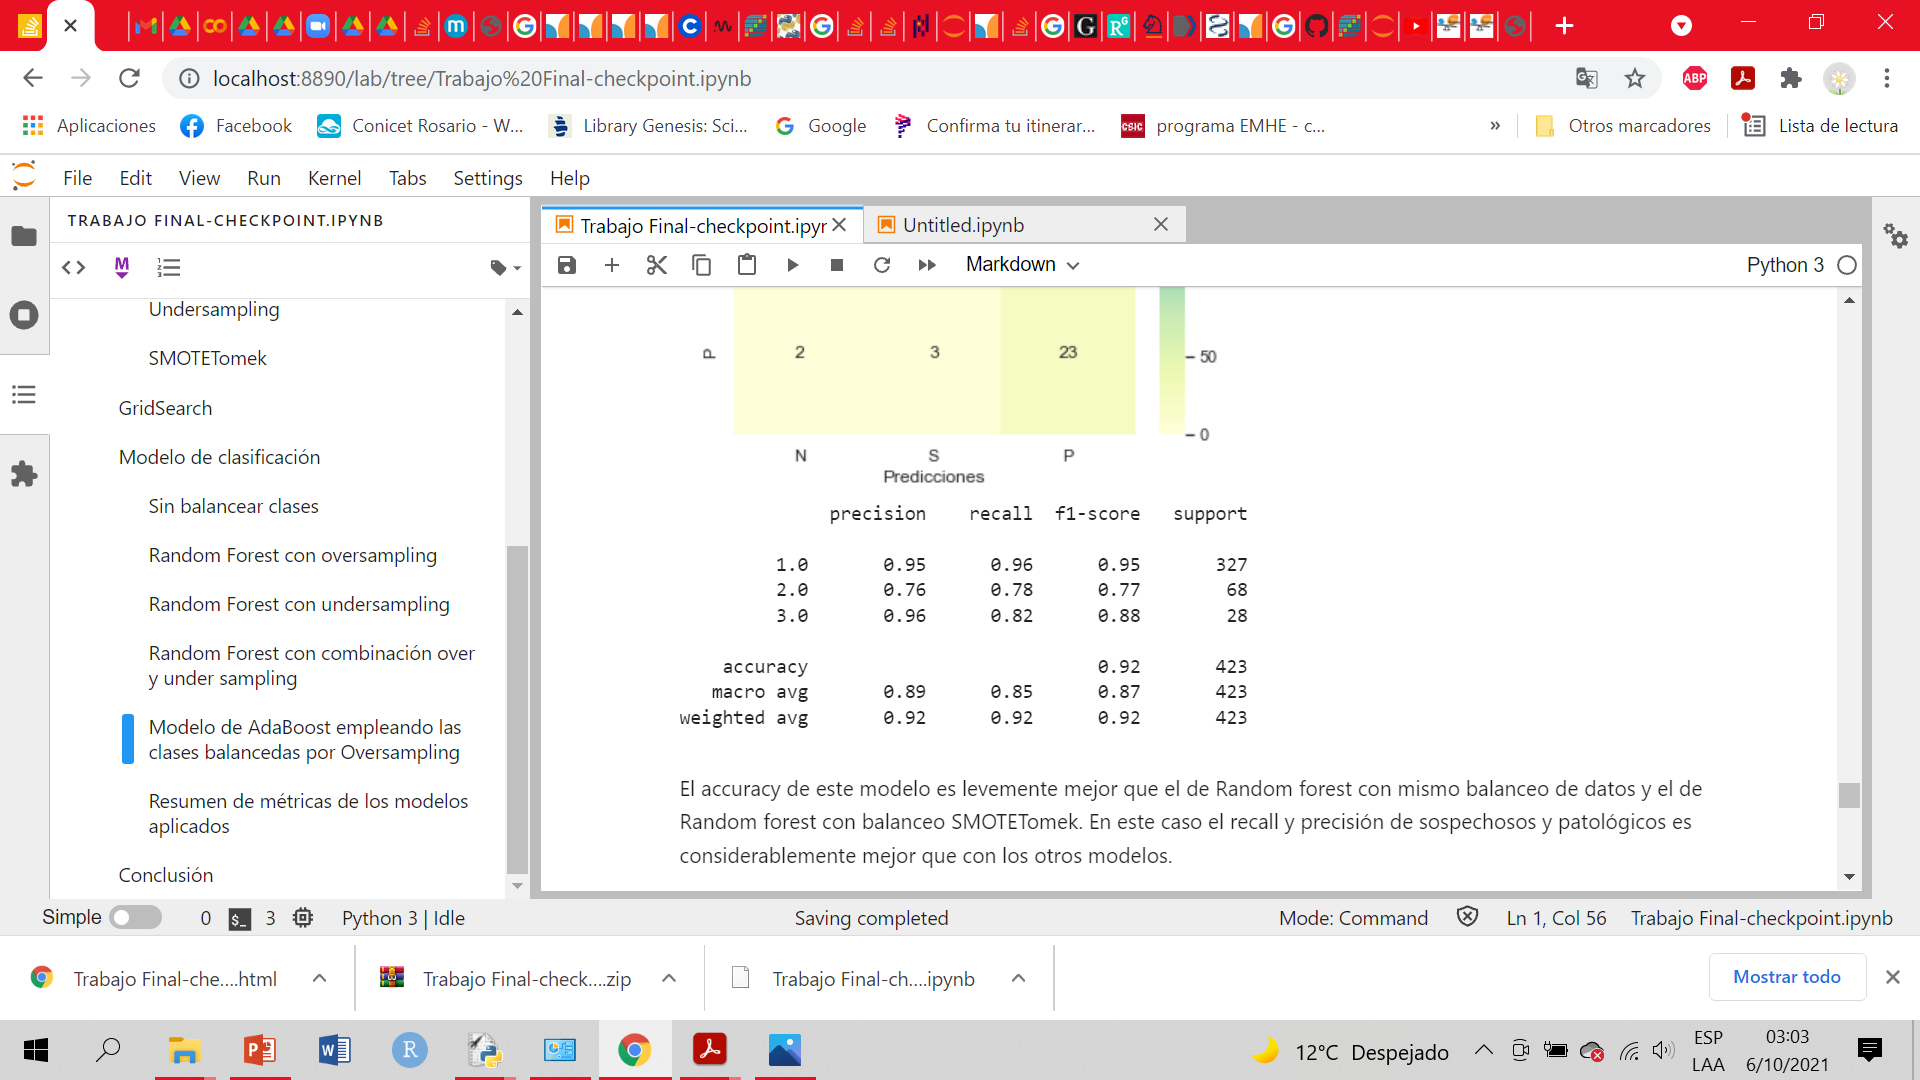 localhost:8890/lab/tree/Trabajo%20Final-checkpoint.ipynb
ABP
Aplicaciones
Facebook
Conicet Rosario - W...
Library Genesis: Sci...
Google
Confirma tu itinerar...
CSIC
programa EMHE - c...
»
Otros marcadores
Lista de lectura
File Edit View Run Kernel Tabs Settings Help
TRABAJO FINAL-CHECKPOINT.IPYNB
Undersampling
SMOTETomek
GridSearch
Modelo de clasificación
Sin balancear clases
Random Forest con oversampling
Random Forest con undersampling
Random Forest con combinación over
y under sampling
Modelo de AdaBoost empleando las
clases balancedas por Oversampling
Resumen de métricas de los modelos
aplicados
Conclusión
Trabajo Final-checkpoint.ipyr
Untitled.ipynb
Markdown
Python 3
P 2 3 23
50
0
N S P
Predicciones
precision recall f1-score support
1.0 0.95 0.96 0.95 327
2.0 0.76 0.78 0.77 68
3.0 0.96 0.82 0.88 28
accuracy 0.92 423
macro avg 0.89 0.85 0.87 423
weighted avg 0.92 0.92 0.92 423
El accuracy de este modelo es levemente mejor que el de Random forest con mismo balanceo de datos y el de
Random forest con balanceo SMOTETomek. En este caso el recall y precisión de sospechosos y patológicos es
considerablemente mejor que con los otros modelos.
Simple 0 $_ 3 Python 3 | Idle Saving completed Mode: Command Ln 1, Col 56 Trabajo Final-checkpoint.ipynb
Trabajo Final-che....html
Trabajo Final-check....zip
Trabajo Final-ch....ipynb
Mostrar todo
12°C Despejado
ESP
LAA
03:03
6/10/2021